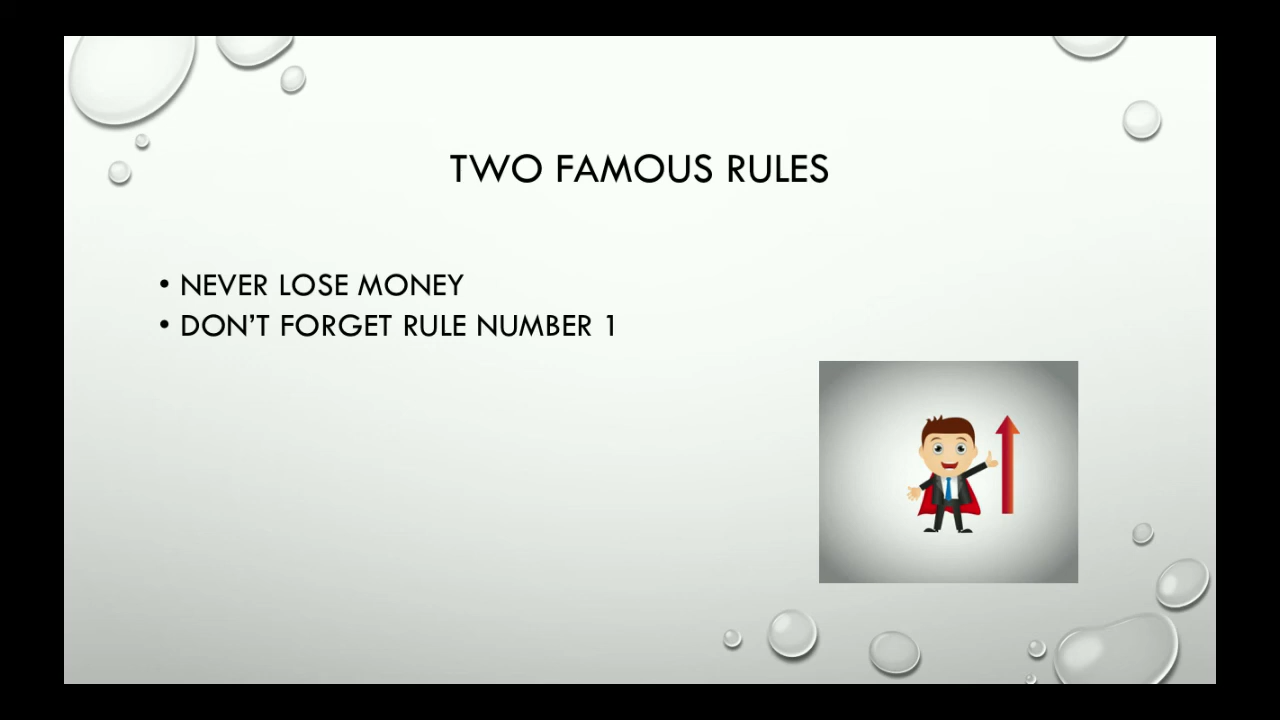 TWO FAMOUS RULES
• NEVER LOSE MONEY
• DON’T FORGET RULE NUMBER 1